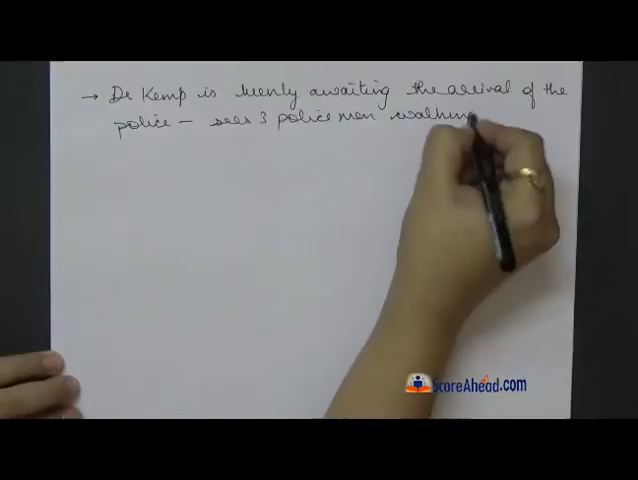 → Dr Kemp is keenly awaiting the arrival of the
police – sees 3 police men walking
ScoreAhead.com